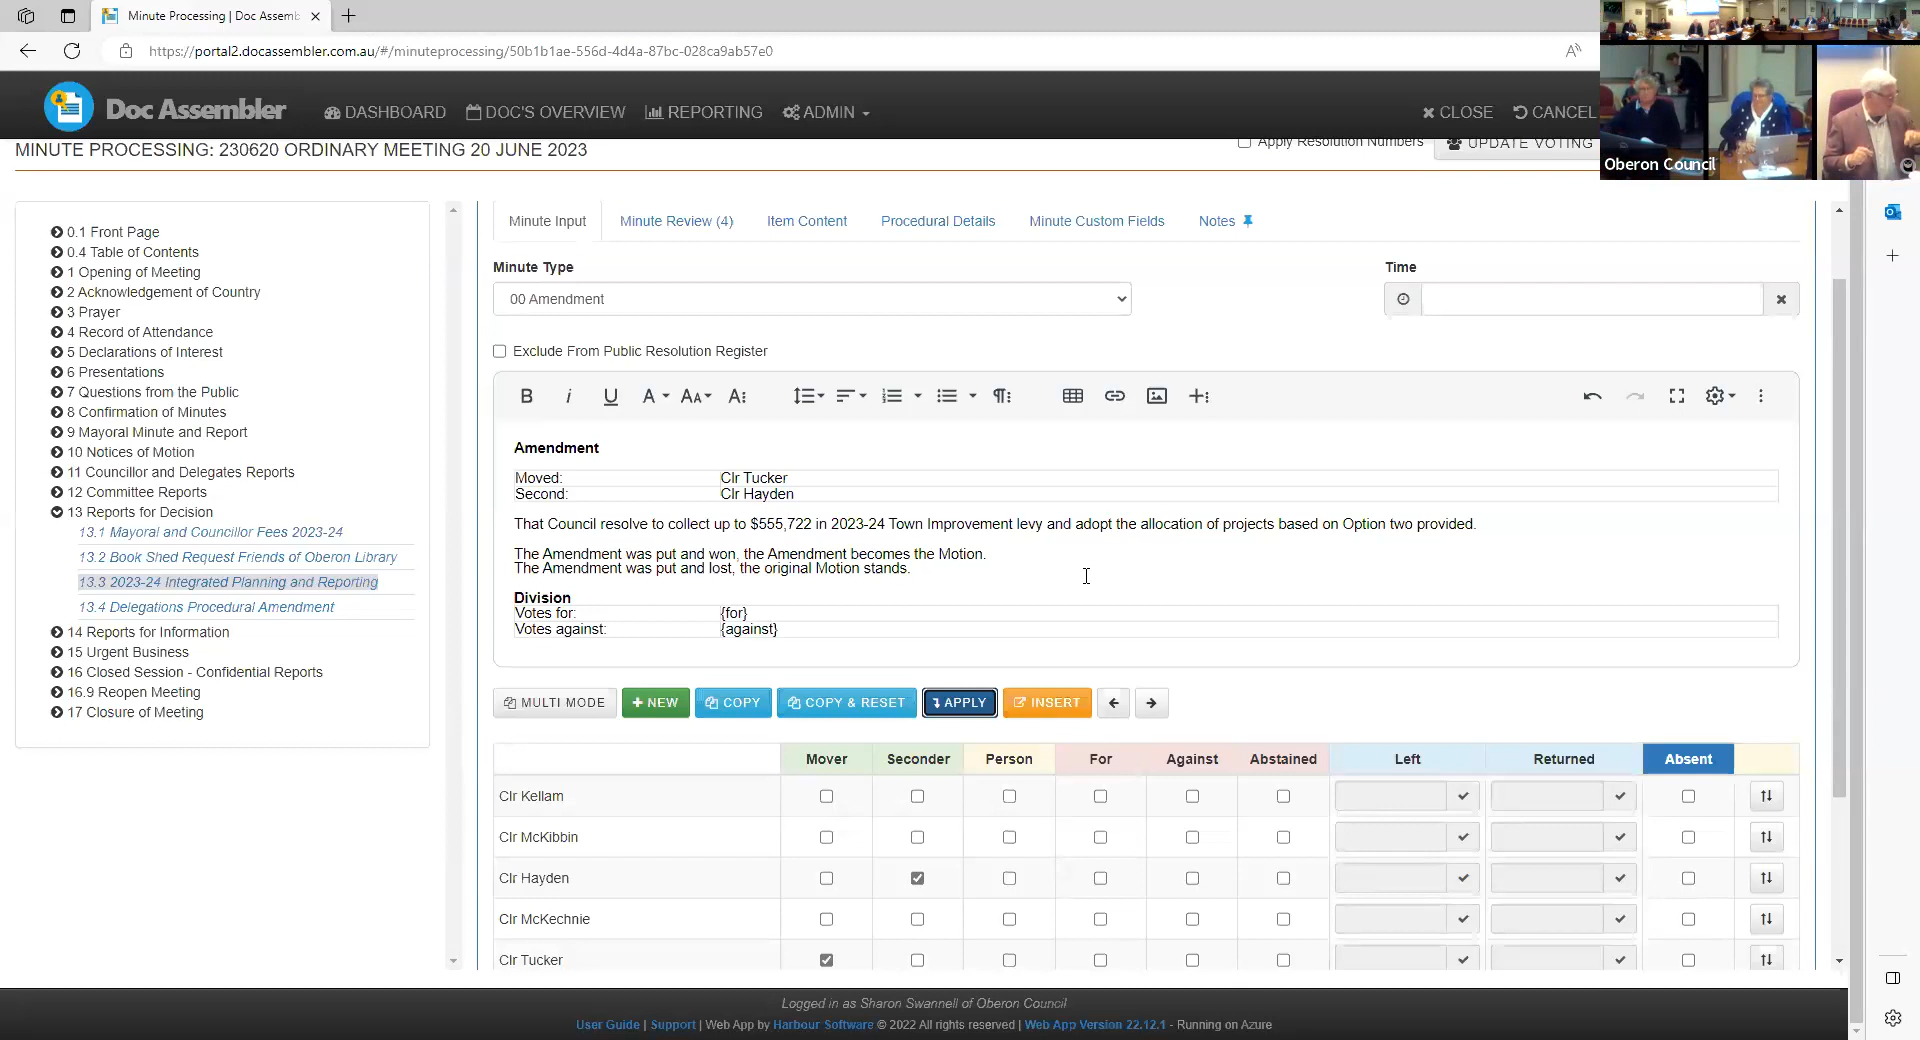 Minute Processing | Doc Assemb
https://portal2.docassembler.com.au/#/minuteprocessing/50b1b1ae-556d-4d4a-87bc-028ca9ab57e0
Doc Assembler
DASHBOARD
DOC'S OVERVIEW
REPORTING
ADMIN
CLOSE
CANCEL
MINUTE PROCESSING: 230620 ORDINARY MEETING 20 JUNE 2023
Apply Resolution Numbers
UPDATE VOTING
Oberon Council
0.1 Front Page
0.4 Table of Contents
1 Opening of Meeting
2 Acknowledgement of Country
3 Prayer
4 Record of Attendance
5 Declarations of Interest
6 Presentations
7 Questions from the Public
8 Confirmation of Minutes
9 Mayoral Minute and Report
10 Notices of Motion
11 Councillor and Delegates Reports
12 Committee Reports
13 Reports for Decision
13.1 Mayoral and Councillor Fees 2023-24
13.2 Book Shed Request Friends of Oberon Library
13.3 2023-24 Integrated Planning and Reporting
13.4 Delegations Procedural Amendment
14 Reports for Information
15 Urgent Business
16 Closed Session - Confidential Reports
16.9 Reopen Meeting
17 Closure of Meeting
Minute Input
Minute Review (4)
Item Content
Procedural Details
Minute Custom Fields
Notes
Minute Type
Time
00 Amendment
Exclude From Public Resolution Register
Amendment
Moved: Clr Tucker
Second: Clr Hayden
That Council resolve to collect up to $555,722 in 2023-24 Town Improvement levy and adopt the allocation of projects based on Option two provided.
The Amendment was put and won, the Amendment becomes the Motion.
The Amendment was put and lost, the original Motion stands.
Division
Votes for: {for}
Votes against: {against}
MULTI MODE
NEW
COPY
COPY & RESET
APPLY
INSERT
Mover Seconder Person For Against Abstained Left Returned Absent
Clr Kellam
Clr McKibbin
Clr Hayden
Clr McKechnie
Clr Tucker
Logged in as Sharon Swannell of Oberon Council
User Guide | Support | Web App by Harbour Software © 2022 All rights reserved | Web App Version 22.12.1 - Running on Azure